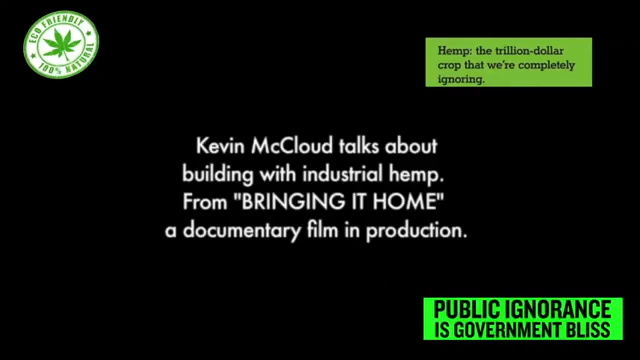 ECO FRIENDLY
100% NATURAL
Hemp: the trillion-dollar
crop that we're completely
ignoring.
Kevin McCloud talks about
building with industrial hemp.
From "BRINGING IT HOME"
a documentary film in production.
PUBLIC IGNORANCE
IS GOVERNMENT BLISS